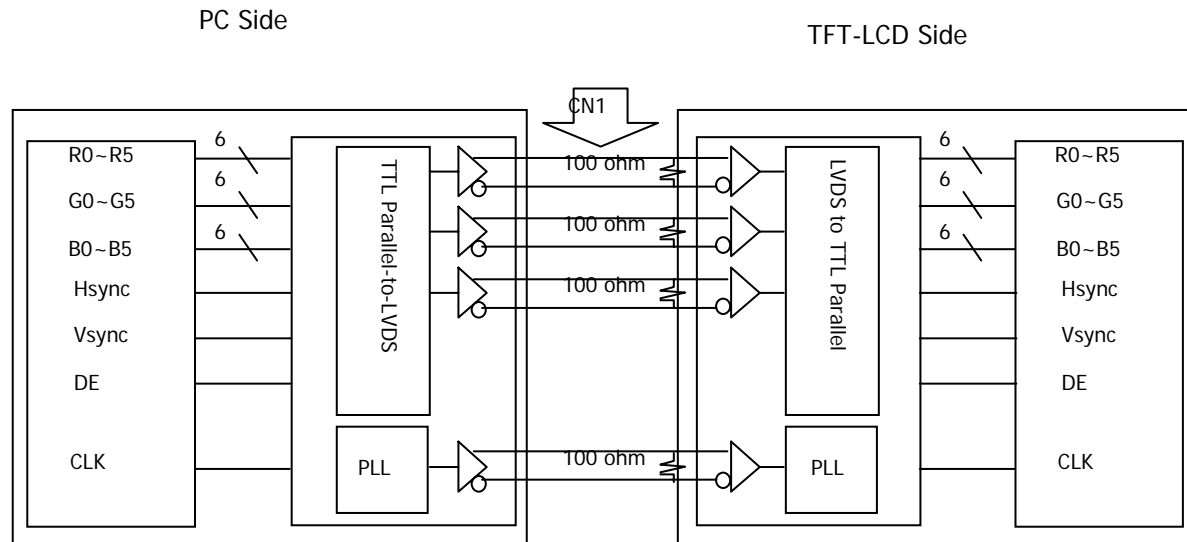 PC Side
TFT-LCD Side
CN1
R0~R5
6
G0~G5
6
B0~B5
6
Hsync
Vsync
DE
CLK
TTL Parallel-to-LVDS
PLL
100 ohm
100 ohm
100 ohm
100 ohm
LVDS to TTL Parallel
PLL
6
R0~R5
6
G0~G5
6
B0~B5
Hsync
Vsync
DE
CLK